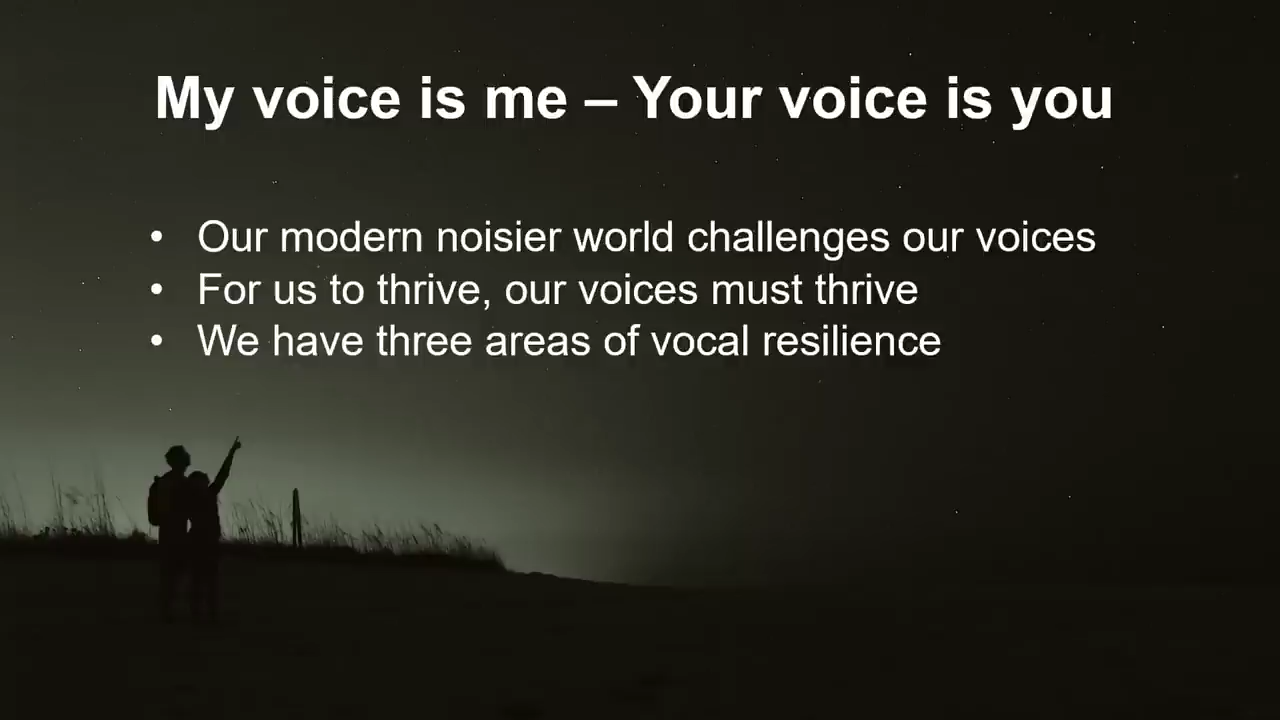 My voice is me – Your voice is you
• Our modern noisier world challenges our voices
• For us to thrive, our voices must thrive
• We have three areas of vocal resilience